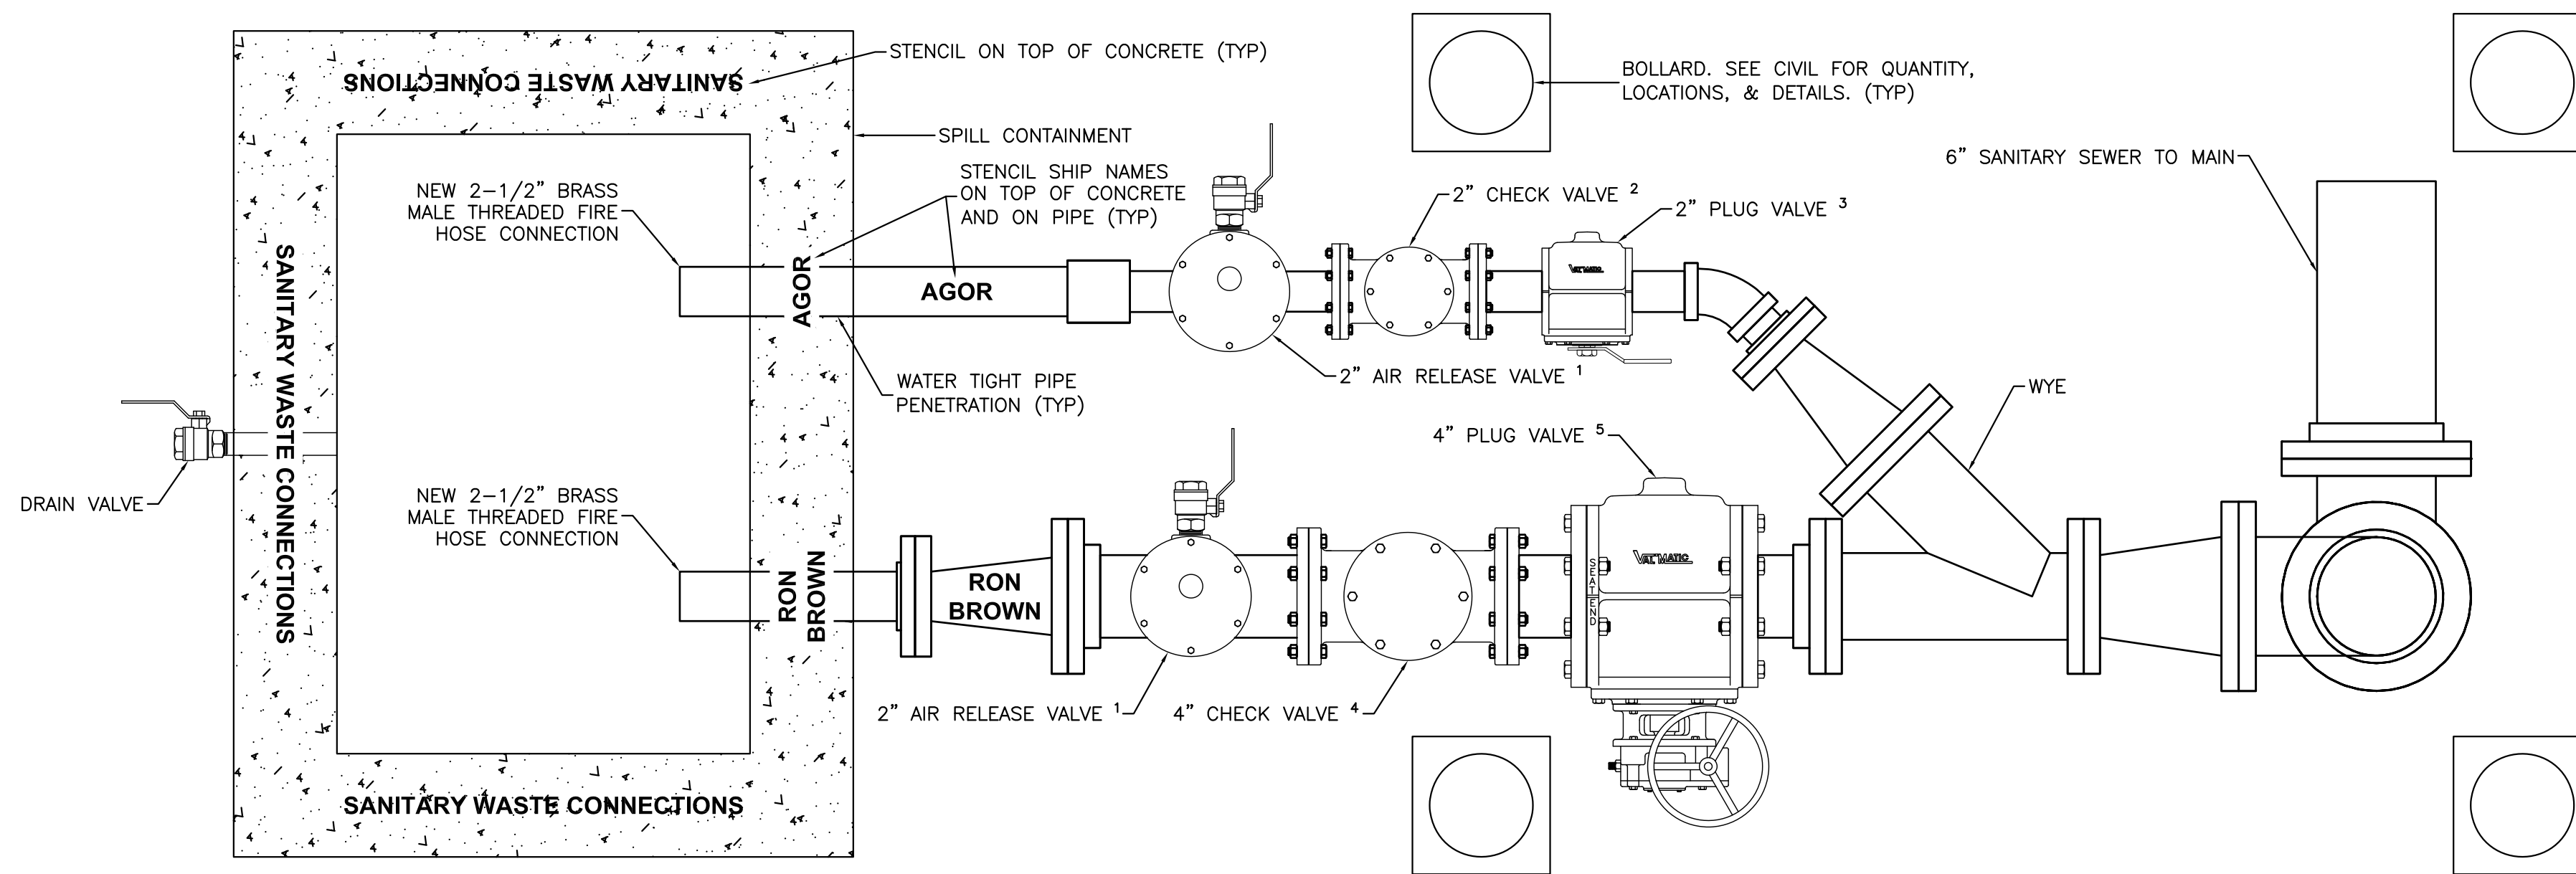 STENCIL ON TOP OF CONCRETE (TYP)
SANITARY WASTE CONNECTIONS
BOLLARD. SEE CIVIL FOR QUANTITY,
LOCATIONS, & DETAILS. (TYP)
SPILL CONTAINMENT
6" SANITARY SEWER TO MAIN
STENCIL SHIP NAMES
ON TOP OF CONCRETE
AND ON PIPE (TYP)
NEW 2-1/2" BRASS
MALE THREADED FIRE
HOSE CONNECTION
2" CHECK VALVE 2
2" PLUG VALVE 3
VAL MATIC
AGOR
AGOR
SANITARY WASTE CONNECTIONS
WATER TIGHT PIPE
PENETRATION (TYP)
2" AIR RELEASE VALVE 1
WYE
4" PLUG VALVE 5
DRAIN VALVE
NEW 2-1/2" BRASS
MALE THREADED FIRE
HOSE CONNECTION
RON
BROWN
RON
BROWN
VAL MATIC
SEAT END
2" AIR RELEASE VALVE 1
4" CHECK VALVE 4
SANITARY WASTE CONNECTIONS